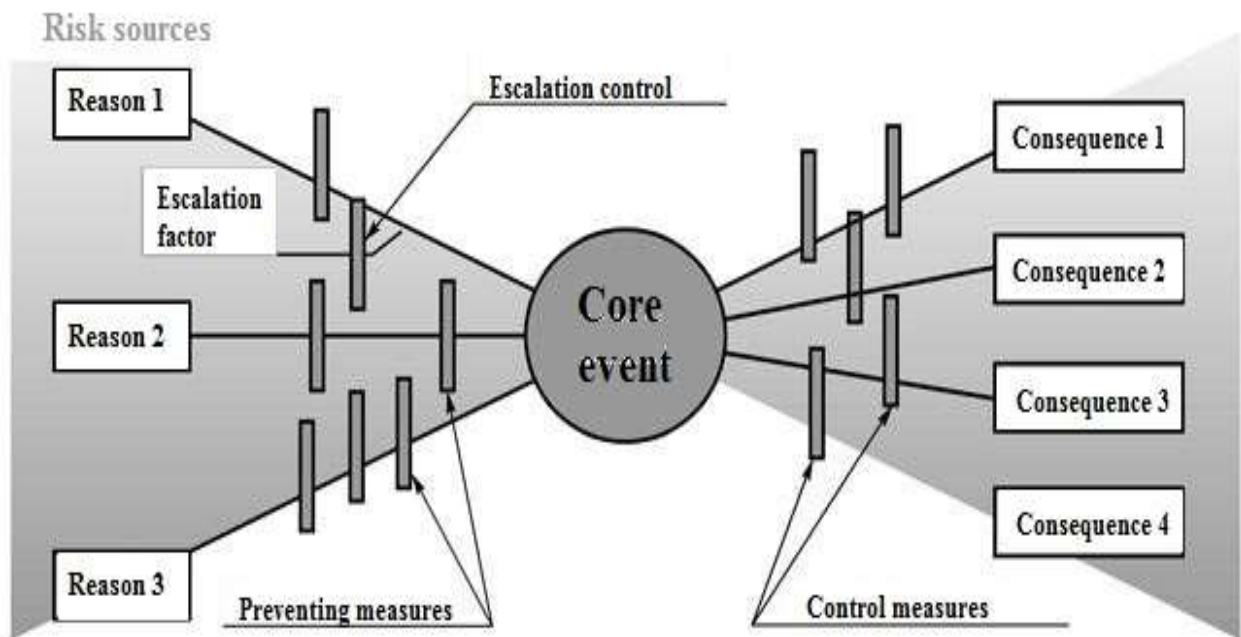 Risk sources
Reason 1
Escalation control
Consequence 1
Escalation
factor
Consequence 2
Reason 2
Core
event
Consequence 3
Consequence 4
Reason 3
Preventing measures
Control measures